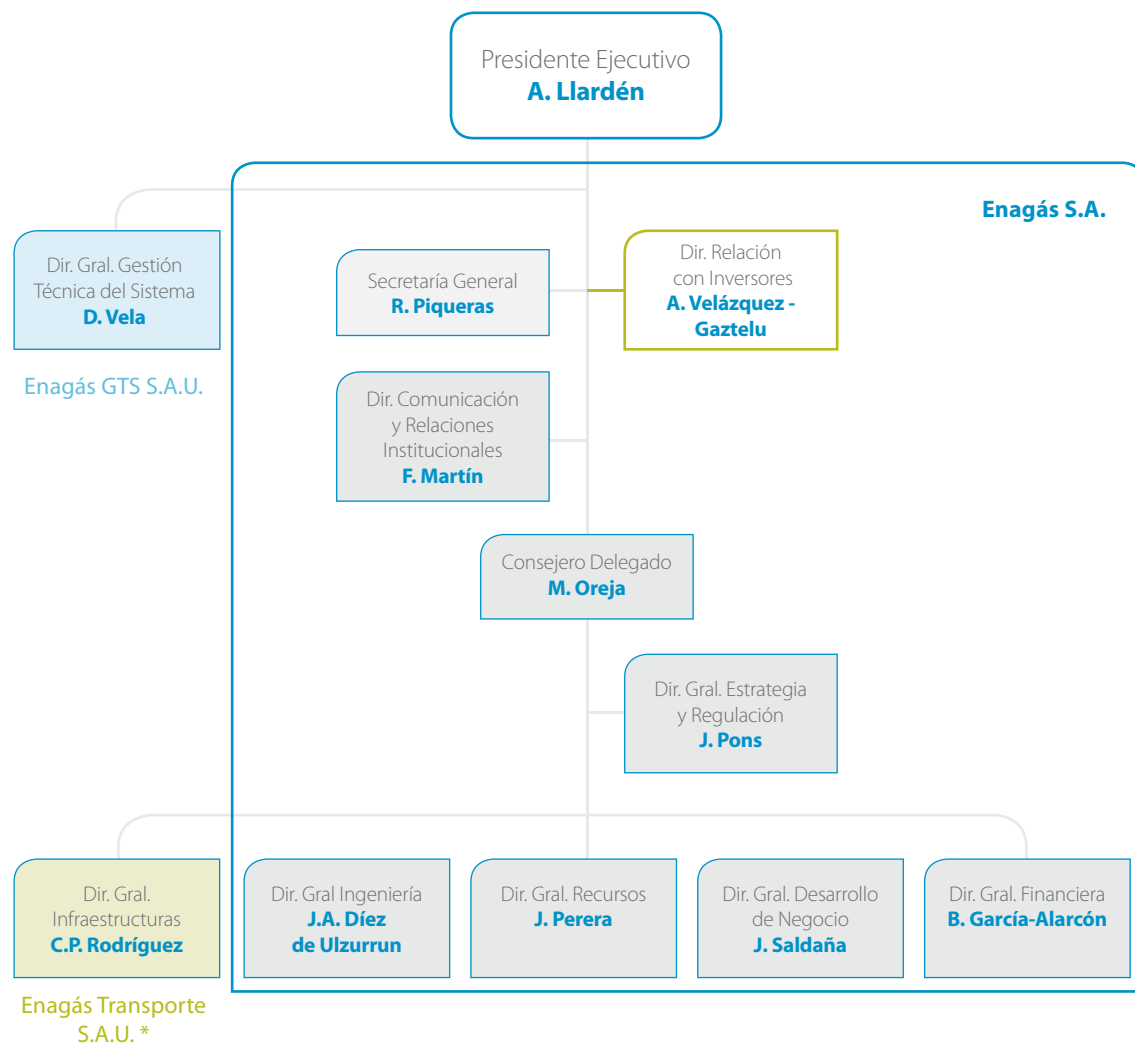 Presidente Ejecutivo
A. Llardén
Enagás S.A.
Dir. Gral. Gestión
Técnica del Sistema
D. Vela
Enagás GTS S.A.U.
Secretaría General
R. Piqueras
Dir. Relación
con Inversores
A. Velázquez -
Gaztelu
Dir. Comunicación
y Relaciones
Institucionales
F. Martín
Consejero Delegado
M. Oreja
Dir. Gral. Estrategia
y Regulación
J. Pons
Dir. Gral.
Infraestructuras
C.P. Rodríguez
Enagás Transporte
S.A.U. *
Dir. Gral Ingeniería
J.A. Díez
de Ulzurrun
Dir. Gral. Recursos
J. Perera
Dir. Gral. Desarrollo
de Negocio
J. Saldaña
Dir. Gral. Financiera
B. García-Alarcón